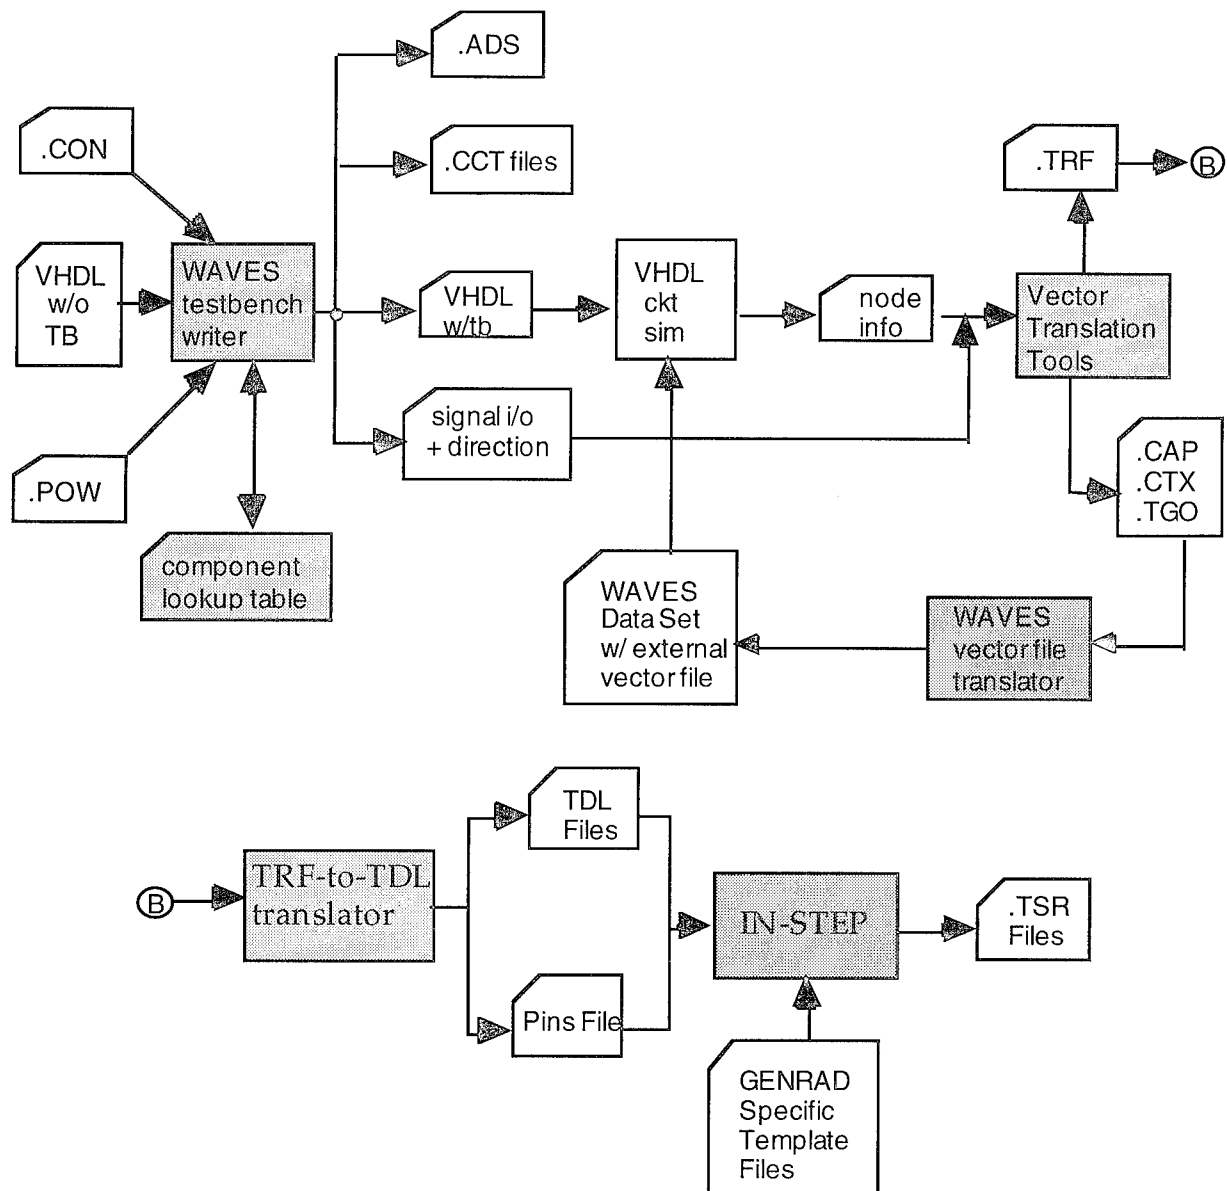 .ADS
.CON
.CCT files
.TRF
B
VHDL
w/o
TB
WAVES
testbench
writer
VHDL
w/tb
VHDL
ckt
sim
node
info
Vector
Translation
Tools
signal i/o
+ direction
.POW
.CAP
.CTX
.TGO
component
lookup table
WAVES
Data Set
w/ external
vector file
WAVES
vector file
translator
TDL
Files
B
TRF-to-TDL
translator
IN-STEP
.TSR
Files
Pins File
GENRAD
Specific
Template
Files